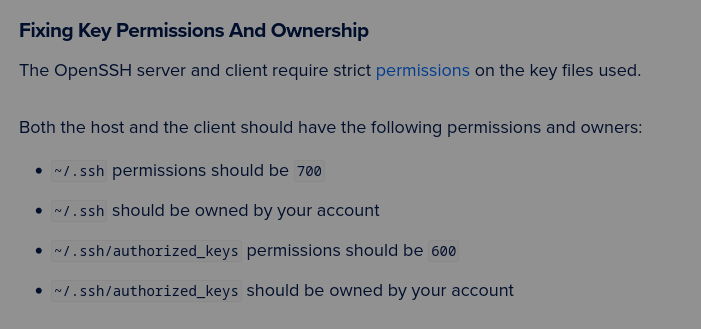 Fixing Key Permissions And Ownership
The OpenSSH server and client require strict permissions on the key files used.
Both the host and the client should have the following permissions and owners:
• ~/.ssh permissions should be 700
• ~/.ssh should be owned by your account
• ~/.ssh/authorized_keys permissions should be 600
• ~/.ssh/authorized_keys should be owned by your account